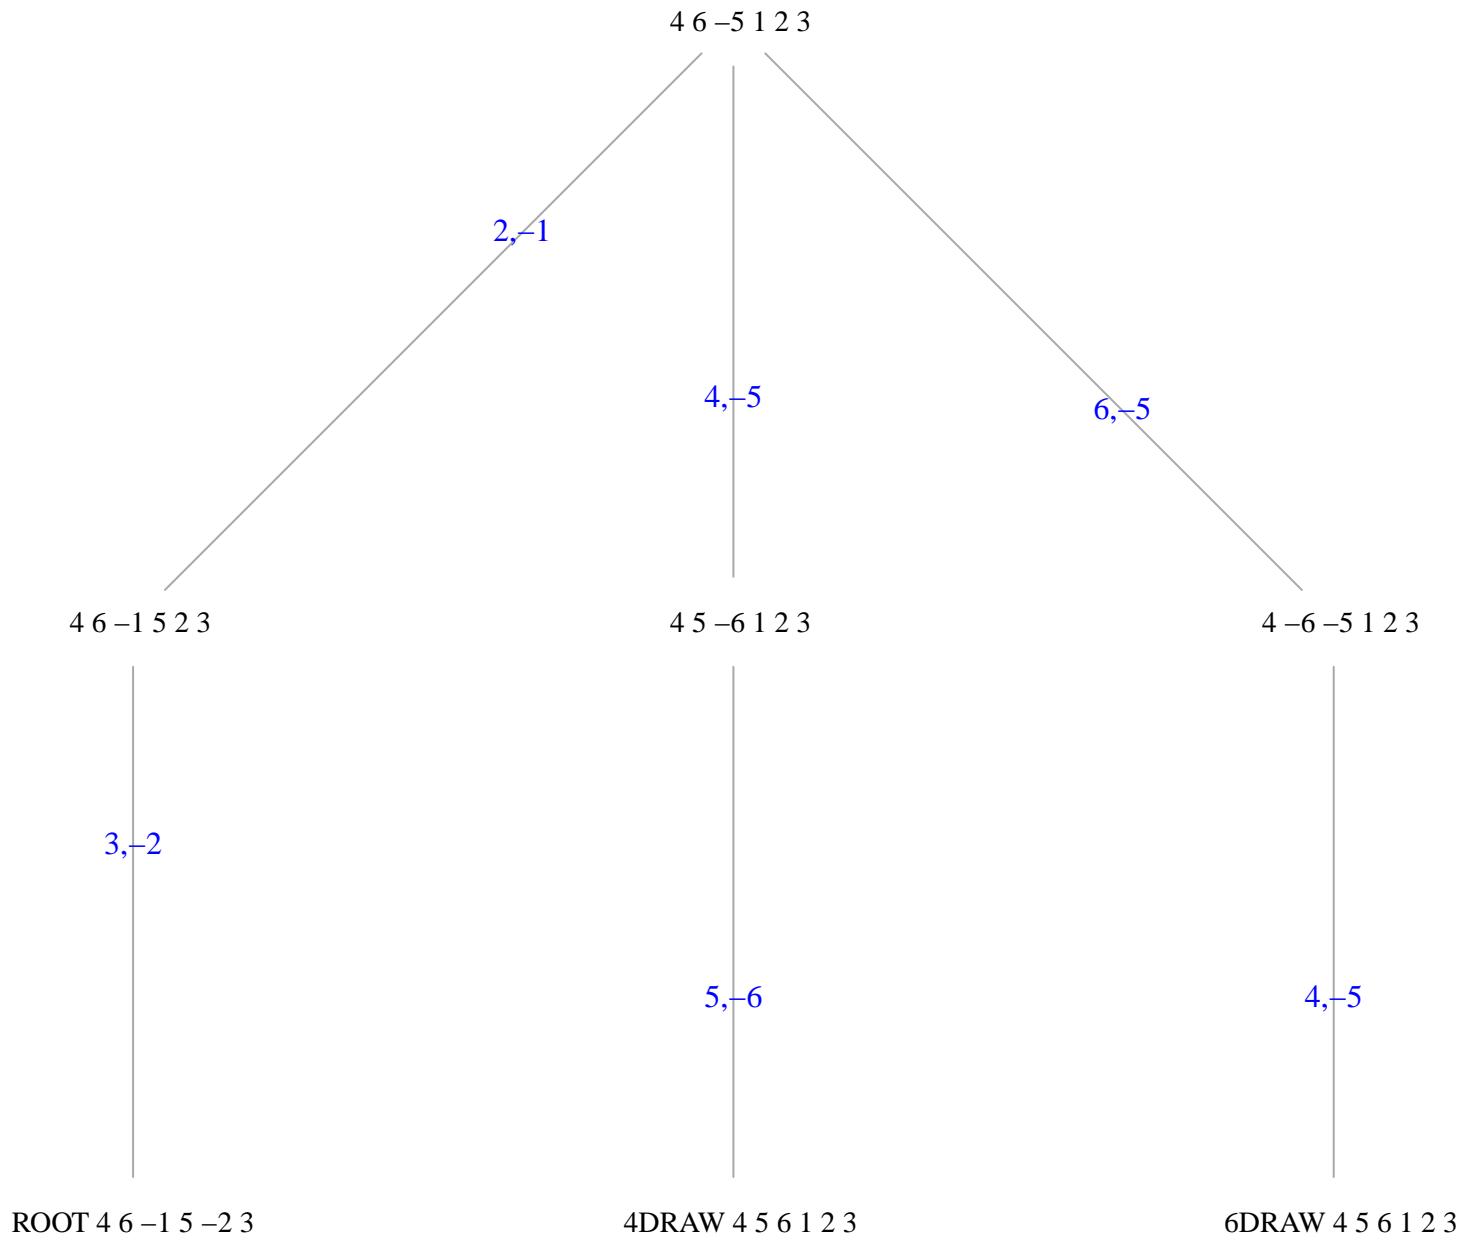 4 6 –5 1 2 3
2,–1
4,–5
6,–5
4 6 –1 5 2 3
4 5 –6 1 2 3
4 –6 –5 1 2 3
3,–2
5,–6
4,–5
ROOT 4 6 –1 5 –2 3
4DRAW 4 5 6 1 2 3
6DRAW 4 5 6 1 2 3